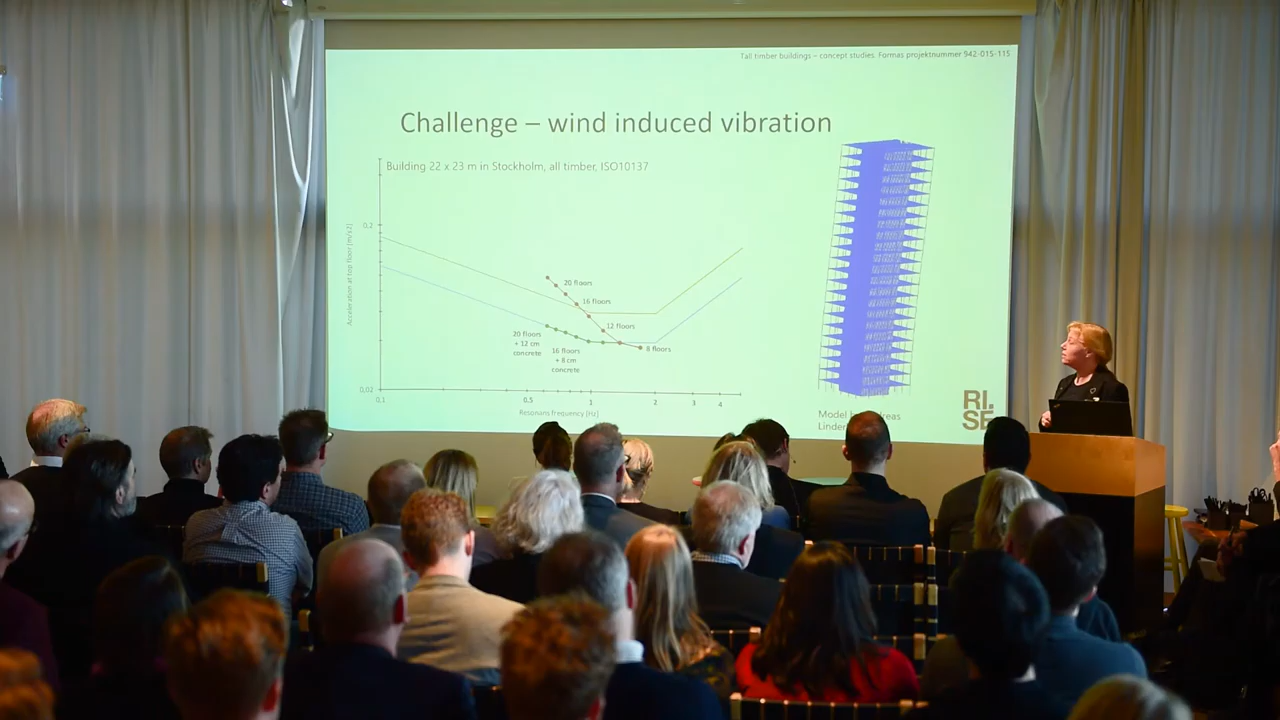 Tall timber buildings – concept studies. Formas projektnummer 942-015-115
Challenge – wind induced vibration
Building 22 x 23 m in Stockholm, all timber, ISO10137
Acceleration at top floor [m/s2]
0.2
20 floors
16 floors
12 floors
8 floors
20 floors
+ 12 cm
concrete
16 floors
+ 8 cm
concrete
0,02
0,1
0.5
1
2
3
4
Resonans frequency [Hz]
Model
Linder
RI.
SE